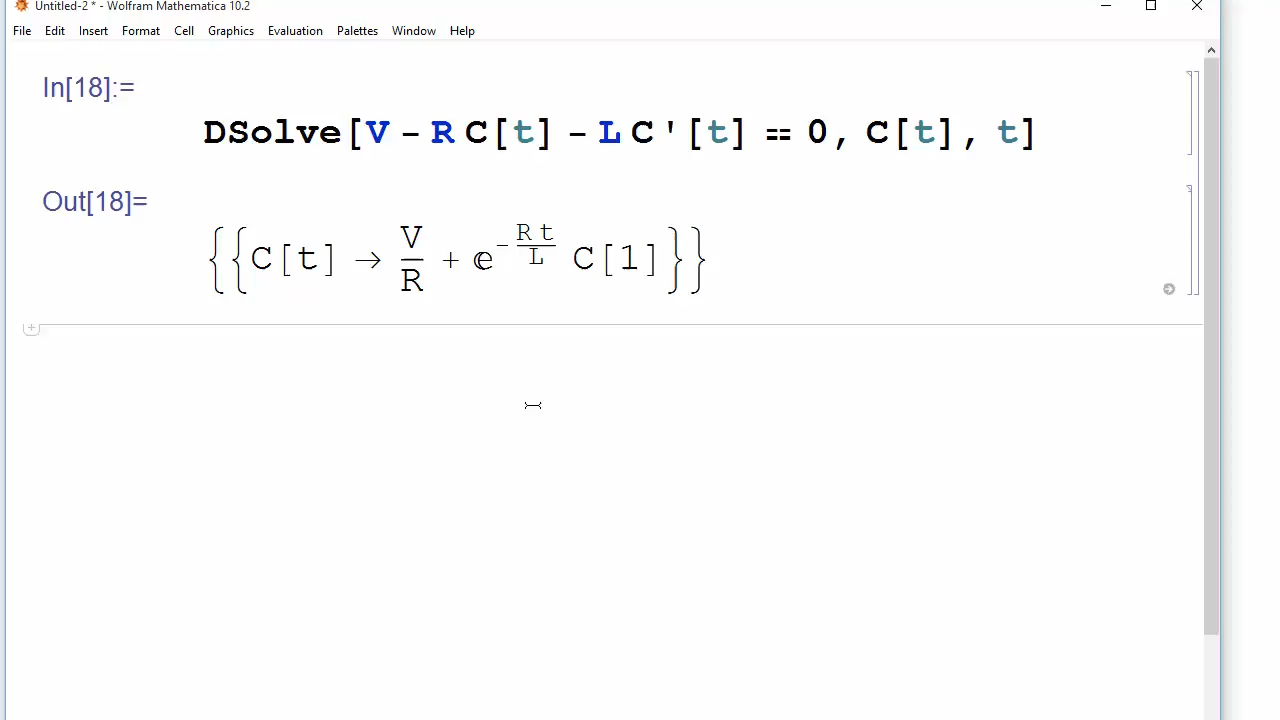 Untitled-2 * - Wolfram Mathematica 10.2
File Edit Insert Format Cell Graphics Evaluation Palettes Window Help
In[18]:=
DSolve[V - R C[t] - L C'[t] == 0, C[t], t]
Out[18]=
{{C[t] → V/R + ⅇ^(-(R t)/L) C[1]}}